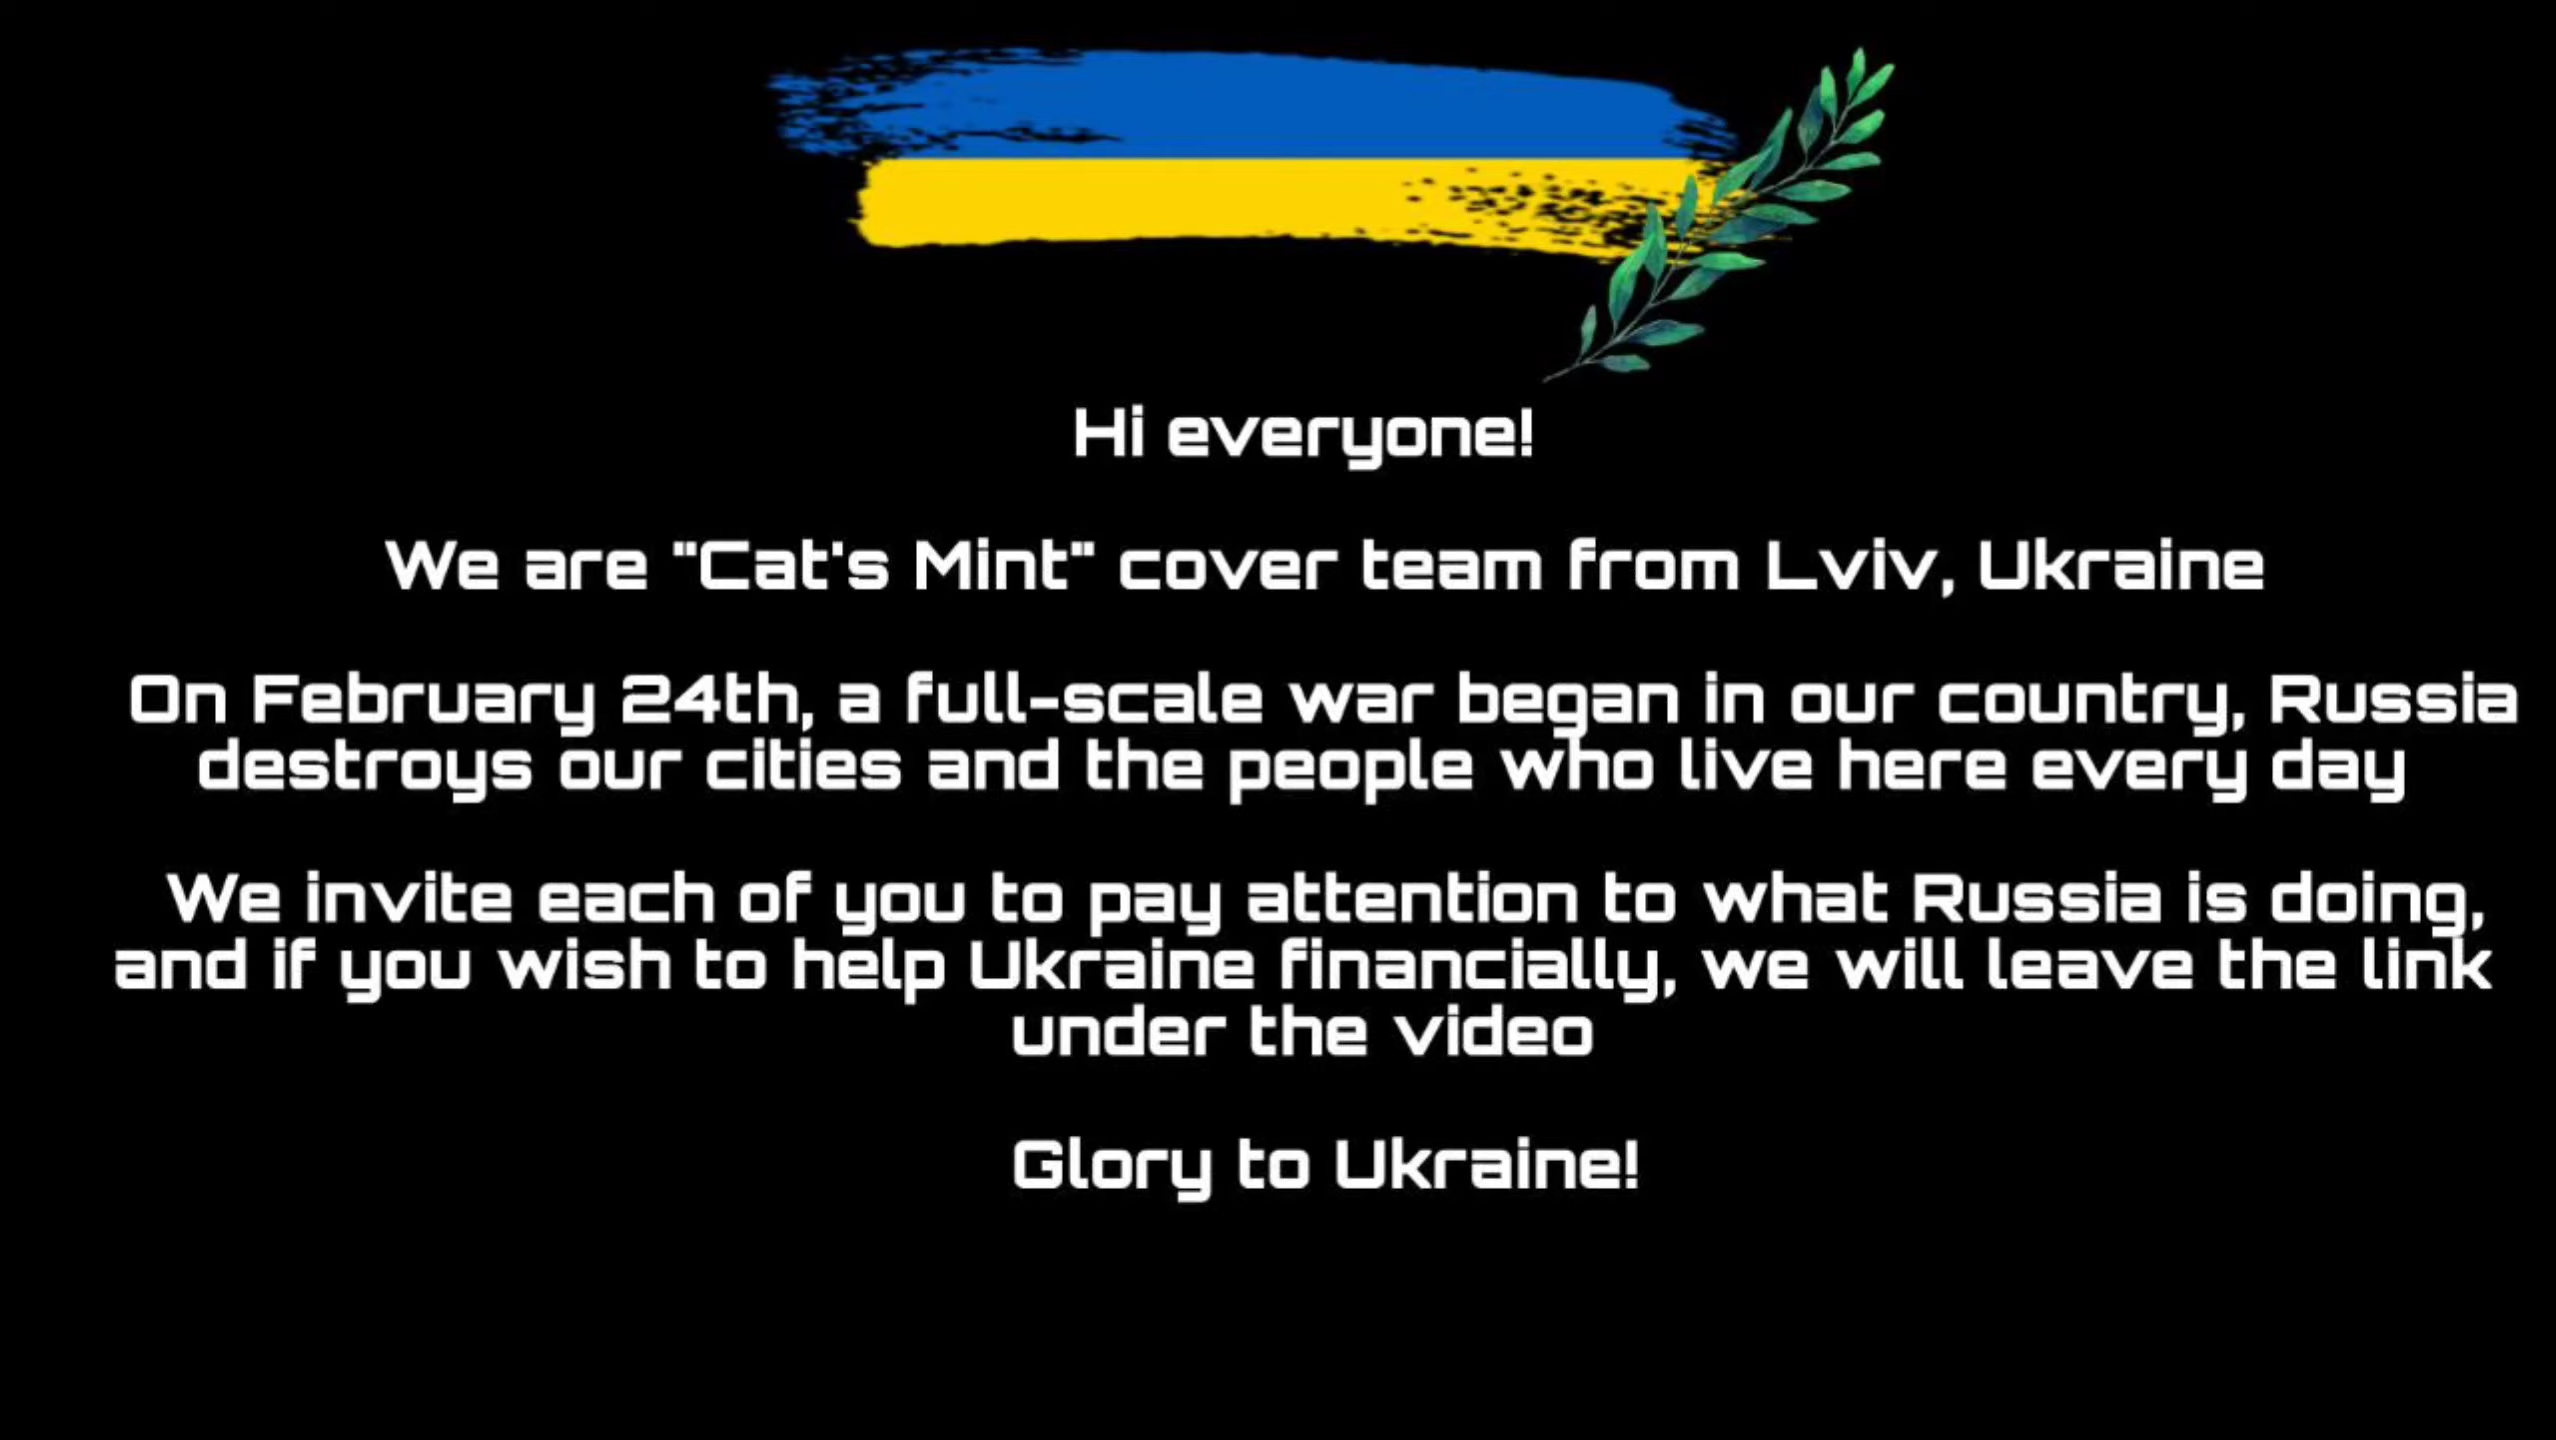 Hi everyone!
We are "Cat's Mint" cover team from Lviv, Ukraine
On February 24th, a full-scale war began in our country, Russia
destroys our cities and the people who live here every day
We invite each of you to pay attention to what Russia is doing,
and if you wish to help Ukraine financially, we will leave the link
under the video
Glory to Ukraine!